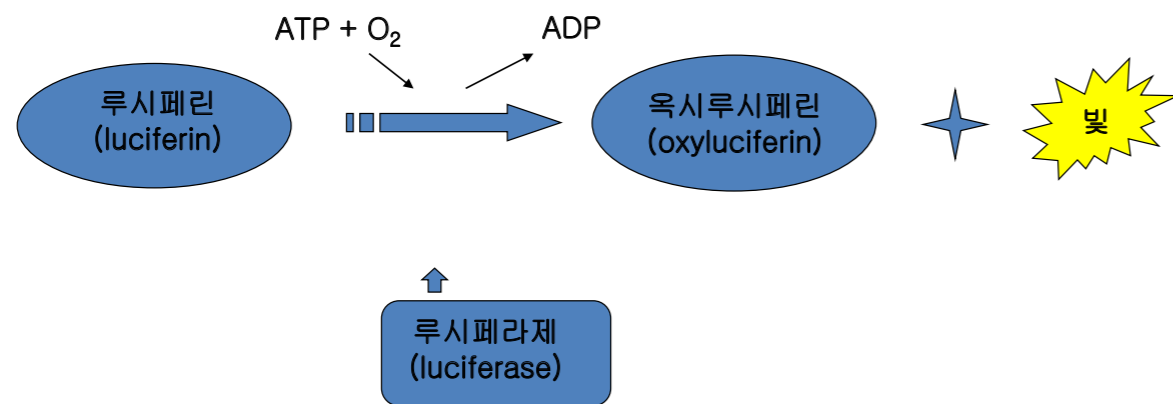 ATP + O₂
ADP
루시페린
(luciferin)
옥시루시페린
(oxyluciferin)
빛
루시페라제
(luciferase)